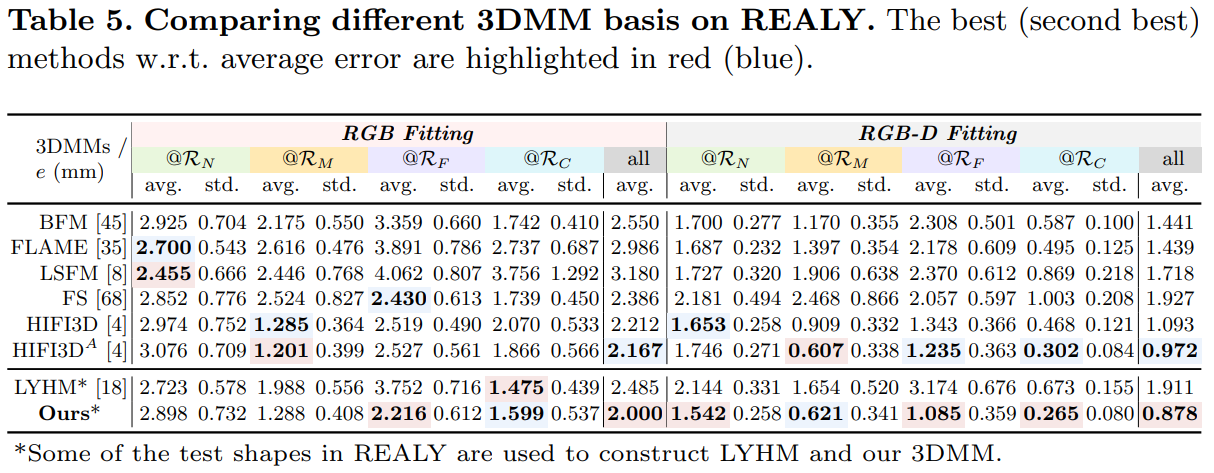 Table 5. Comparing different 3DMM basis on REALY. The best (second best)
methods w.r.t. average error are highlighted in red (blue).
3DMMs / e (mm) RGB Fitting RGB-D Fitting
@R_N @R_M @R_F @R_C all @R_N @R_M @R_F @R_C all
avg. std. avg. std. avg. std. avg. std. avg. avg. std. avg. std. avg. std. avg. std. avg.
BFM [45] 2.925 0.704 2.175 0.550 3.359 0.660 1.742 0.410 2.550 1.700 0.277 1.170 0.355 2.308 0.501 0.587 0.100 1.441
FLAME [35] 2.700 0.543 2.616 0.476 3.891 0.786 2.737 0.687 2.986 1.687 0.232 1.397 0.354 2.178 0.609 0.495 0.125 1.439
LSFM [8] 2.455 0.666 2.446 0.768 4.062 0.807 3.756 1.292 3.180 1.727 0.320 1.906 0.638 2.370 0.612 0.869 0.218 1.718
FS [68] 2.852 0.776 2.524 0.827 2.430 0.613 1.739 0.450 2.386 2.181 0.494 2.468 0.866 2.057 0.597 1.003 0.208 1.927
HIFI3D [4] 2.974 0.752 1.285 0.364 2.519 0.490 2.070 0.533 2.212 1.653 0.258 0.909 0.332 1.343 0.366 0.468 0.121 1.093
HIFI3D^A [4] 3.076 0.709 1.201 0.399 2.527 0.561 1.866 0.566 2.167 1.746 0.271 0.607 0.338 1.235 0.363 0.302 0.084 0.972
LYHM* [18] 2.723 0.578 1.988 0.556 3.752 0.716 1.475 0.439 2.485 2.144 0.331 1.654 0.520 3.174 0.676 0.673 0.155 1.911
Ours* 2.898 0.732 1.288 0.408 2.216 0.612 1.599 0.537 2.000 1.542 0.258 0.621 0.341 1.085 0.359 0.265 0.080 0.878
*Some of the test shapes in REALY are used to construct LYHM and our 3DMM.